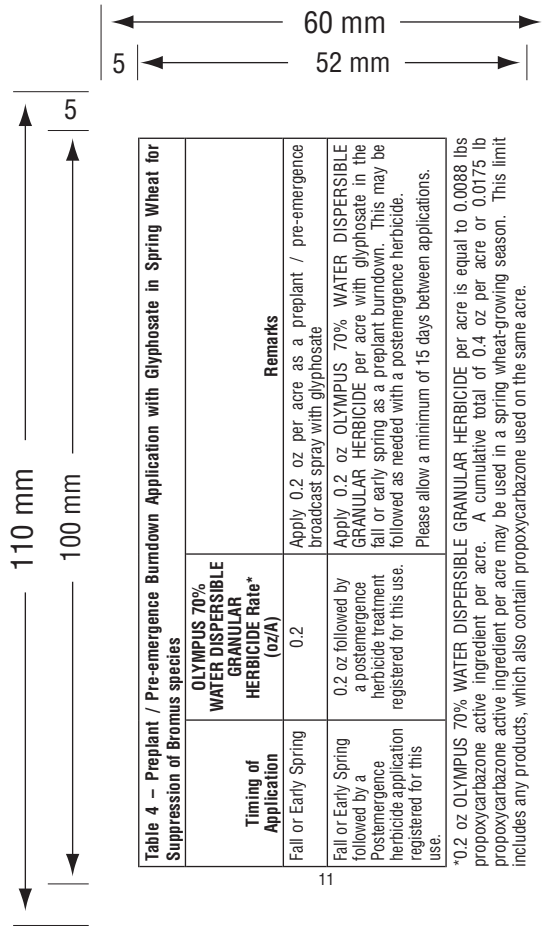 60 mm
5
52 mm
110 mm
5
100 mm
Table 4 – Preplant / Pre-emergence Burndown Application with Glyphosate in Spring Wheat for
Suppression of Bromus species
Timing of
Application
OLYMPUS 70%
WATER DISPERSIBLE
GRANULAR
HERBICIDE Rate*
(oz/A)
Remarks
Fall or Early Spring
0.2
Apply 0.2 oz per acre as a preplant / pre-emergence
broadcast spray with glyphosate
Fall or Early Spring
followed by a
Postemergence
herbicide application
registered for this
use.
0.2 oz followed by
a postemergence
herbicide treatment
registered for this use.
Apply 0.2 oz OLYMPUS 70% WATER DISPERSIBLE
GRANULAR HERBICIDE per acre with glyphosate in the
fall or early spring as a preplant burndown. This may be
followed as needed with a postemergence herbicide.
Please allow a minimum of 15 days between applications.
*0.2 oz OLYMPUS 70% WATER DISPERSIBLE GRANULAR HERBICIDE per acre is equal to 0.0088 lbs
propoxycarbazone active ingredient per acre. A cumulative total of 0.4 oz per acre or 0.0175 lb
propoxycarbazone active ingredient per acre may be used in a spring wheat-growing season. This limit
includes any products, which also contain propoxycarbazone used on the same acre.
11